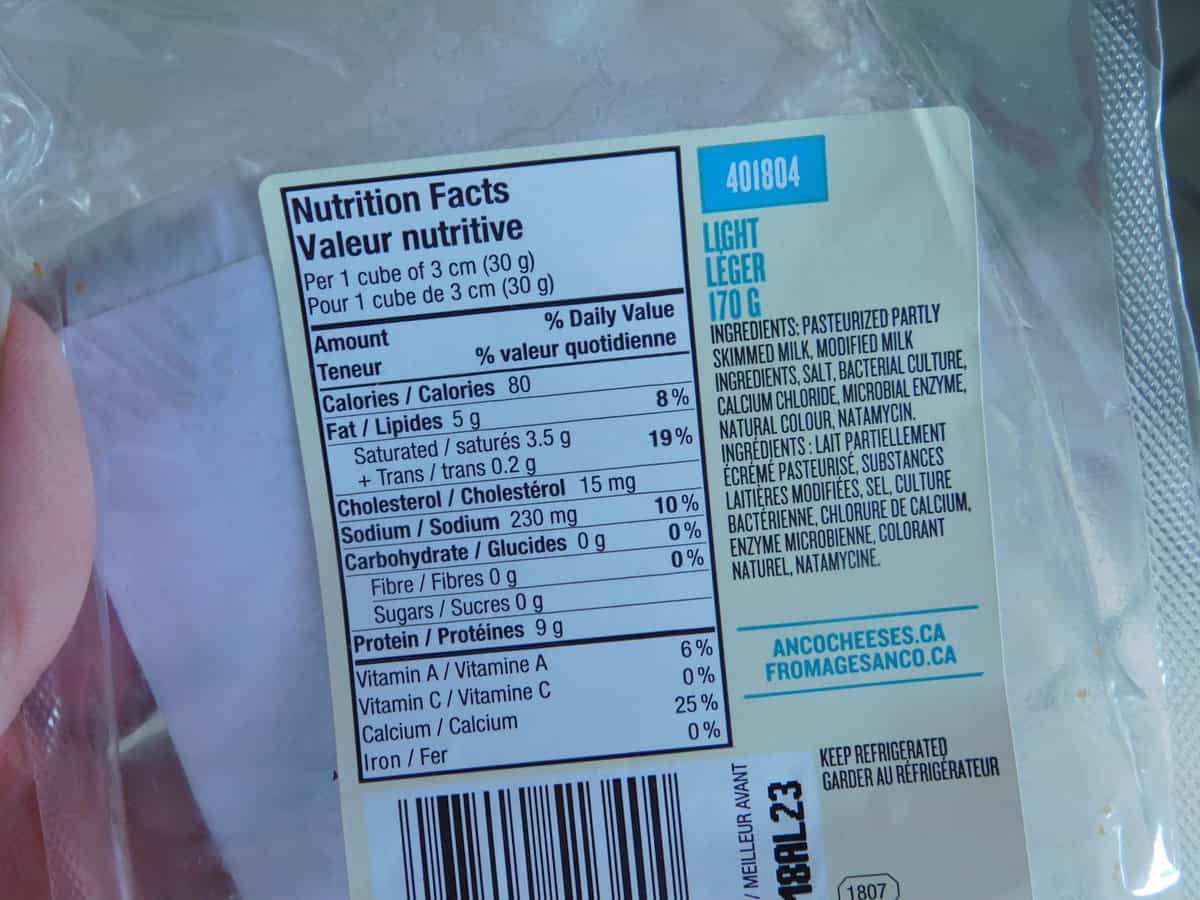 Nutrition Facts
Valeur nutritive
Per 1 cube of 3 cm (30 g)
Pour 1 cube de 3 cm (30 g)
Amount % Daily Value
Teneur % valeur quotidienne
Calories / Calories 80
Fat / Lipides 5 g 8%
Saturated / saturés 3.5 g 19%
+ Trans / trans 0.2 g
Cholesterol / Cholestérol 15 mg
Sodium / Sodium 230 mg 10%
Carbohydrate / Glucides 0 g 0%
Fibre / Fibres 0 g 0%
Sugars / Sucres 0 g
Protein / Protéines 9 g
Vitamin A / Vitamine A 6%
Vitamin C / Vitamine C 0%
Calcium / Calcium 25%
Iron / Fer 0%
401804
LIGHT
LÉGER
170 G
INGREDIENTS: PASTEURIZED PARTLY
SKIMMED MILK, MODIFIED MILK
INGREDIENTS, SALT, BACTERIAL CULTURE,
CALCIUM CHLORIDE, MICROBIAL ENZYME,
NATURAL COLOUR, NATAMYCIN.
INGRÉDIENTS : LAIT PARTIELLEMENT
ÉCRÉMÉ PASTEURISÉ, SUBSTANCES
LAITIÈRES MODIFIÉES, SEL, CULTURE
BACTÉRIENNE, CHLORURE DE CALCIUM,
ENZYME MICROBIENNE, COLORANT
NATUREL, NATAMYCINE.
ANCOCHEESES.CA
FROMAGESANCO.CA
KEEP REFRIGERATED
GARDER AU RÉFRIGÉRATEUR
/ MEILLEUR AVANT
18AL23
1807